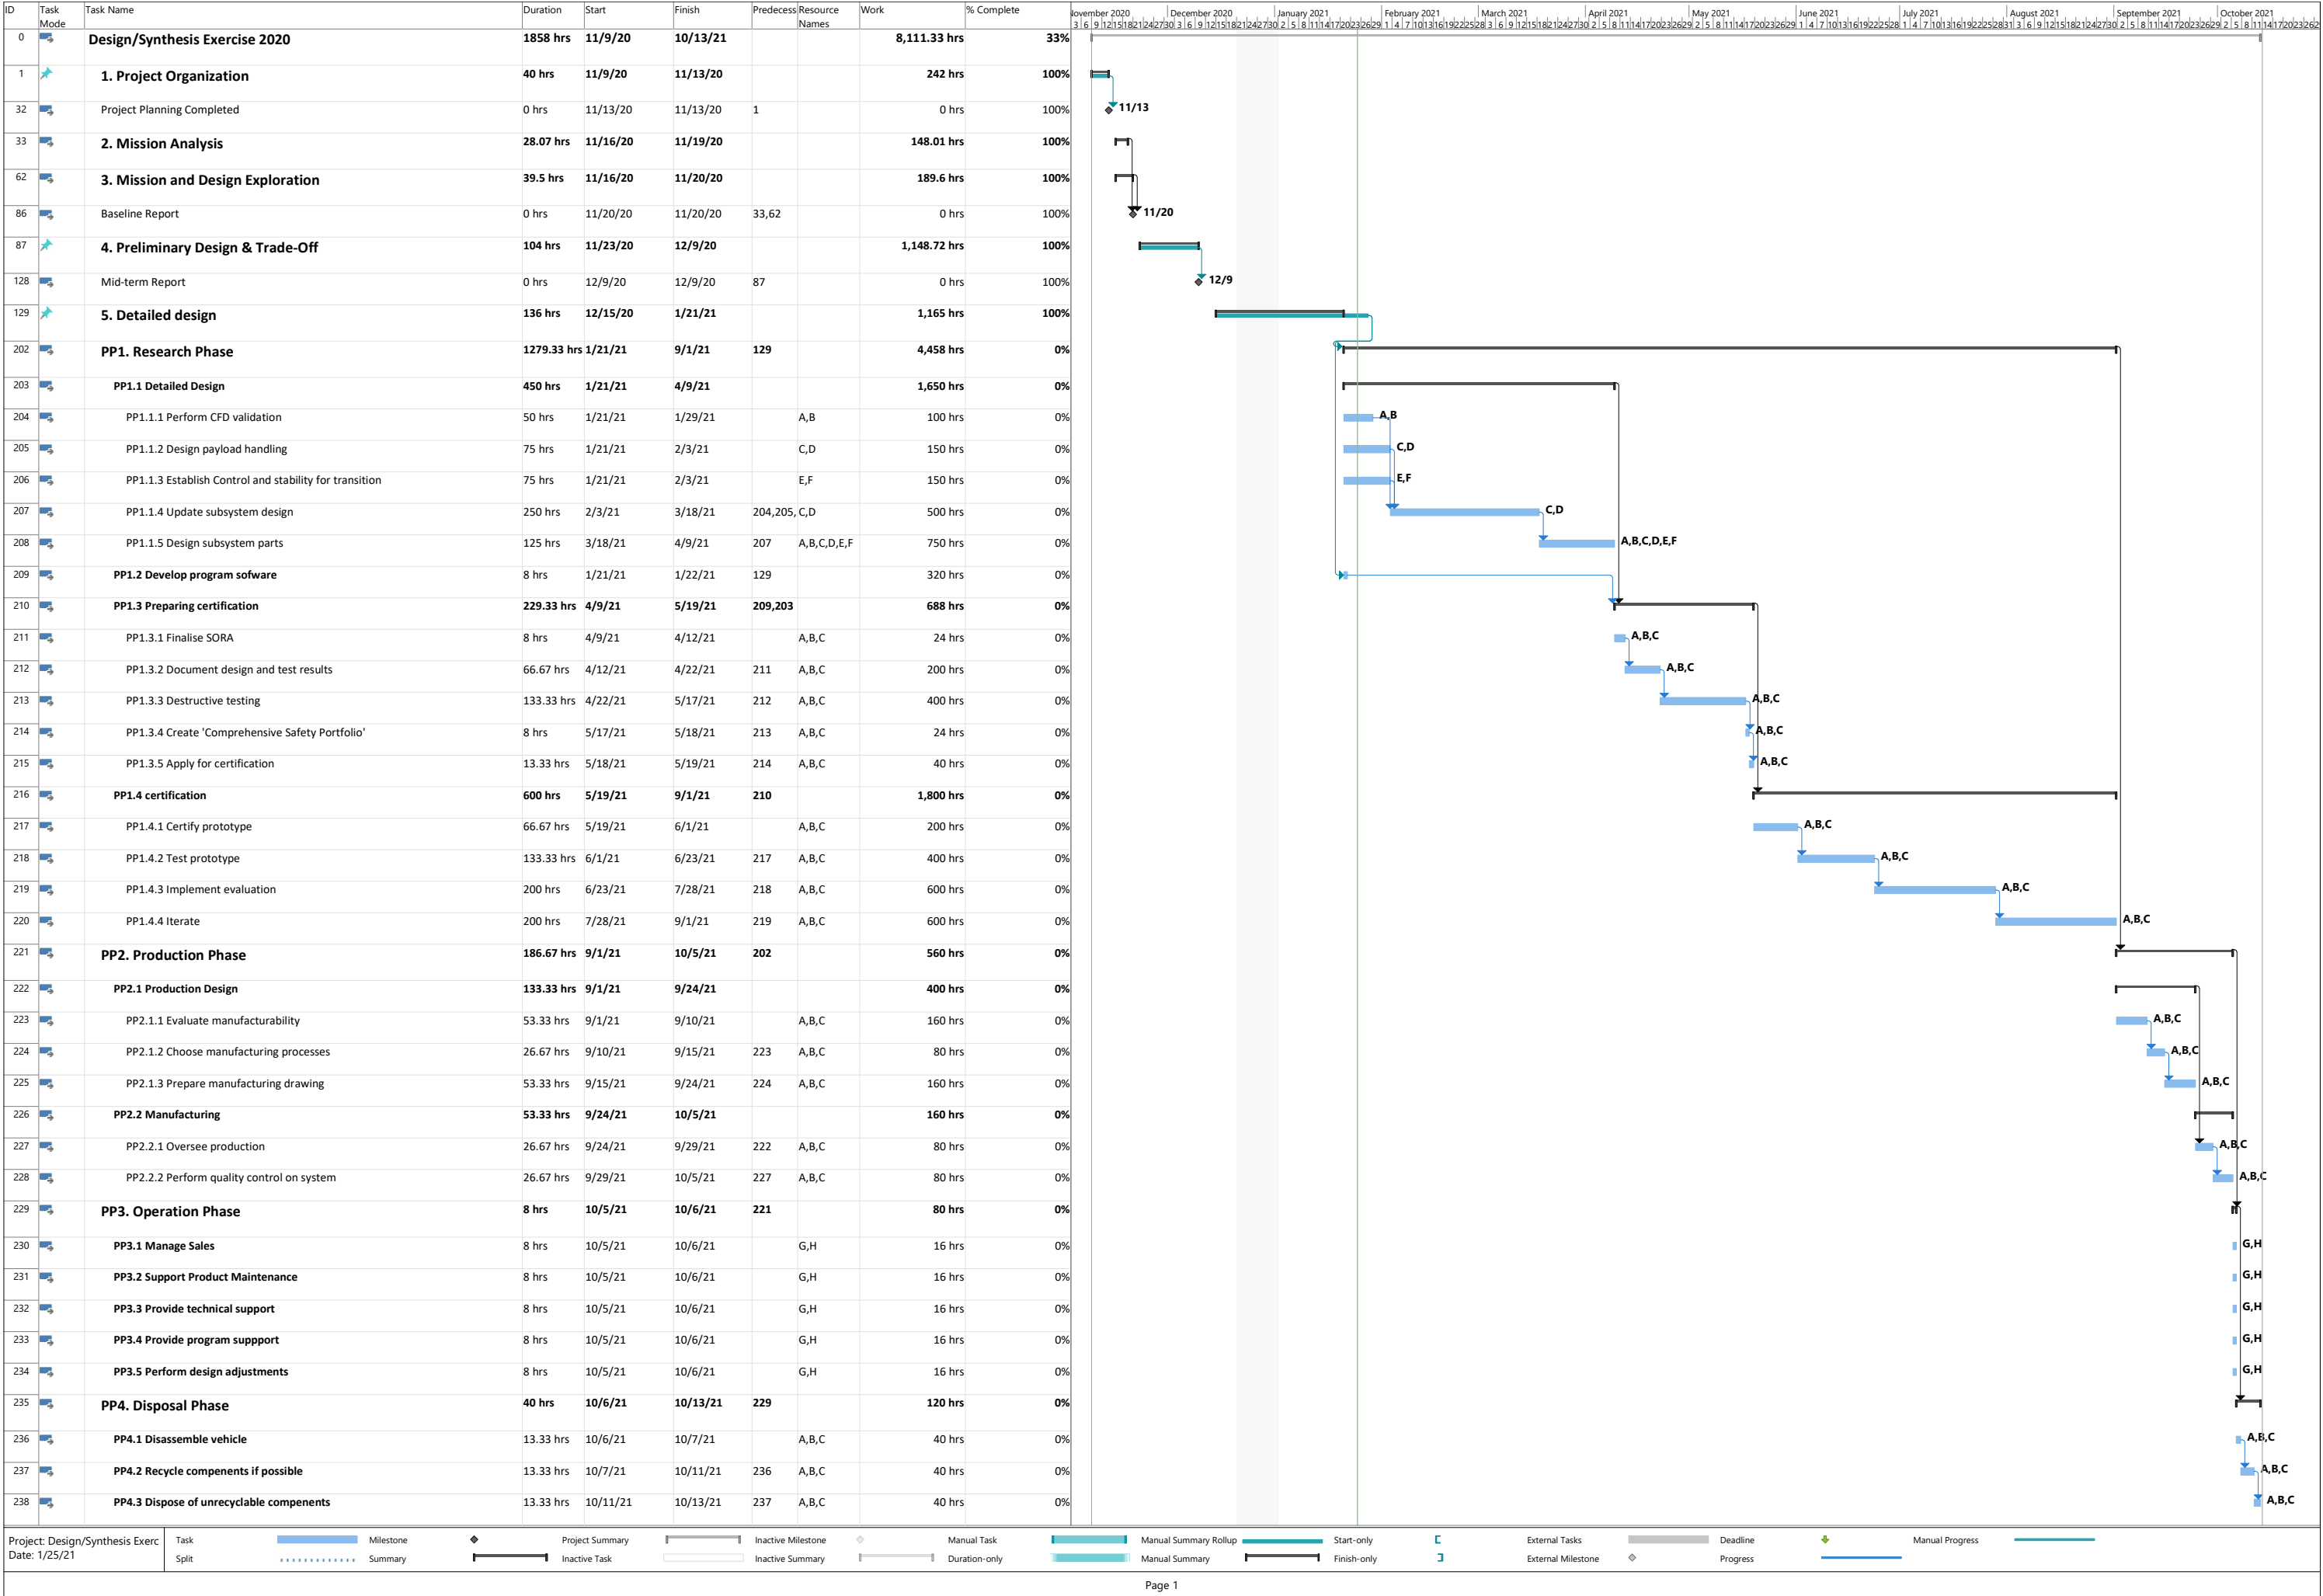 ID Task Mode Task Name Duration Start Finish Predecess Resource Names Work % Complete
November 2020 December 2020 January 2021 February 2021 March 2021 April 2021 May 2021 June 2021 July 2021 August 2021 September 2021 October 2021
0 Design/Synthesis Exercise 2020 1858 hrs 11/9/20 10/13/21 8,111.33 hrs 33%
1 1. Project Organization 40 hrs 11/9/20 11/13/20 242 hrs 100%
32 Project Planning Completed 0 hrs 11/13/20 11/13/20 1 0 hrs 100% 11/13
33 2. Mission Analysis 28.07 hrs 11/16/20 11/19/20 148.01 hrs 100%
62 3. Mission and Design Exploration 39.5 hrs 11/16/20 11/20/20 189.6 hrs 100%
86 Baseline Report 0 hrs 11/20/20 11/20/20 33,62 0 hrs 100% 11/20
87 4. Preliminary Design & Trade-Off 104 hrs 11/23/20 12/9/20 1,148.72 hrs 100%
128 Mid-term Report 0 hrs 12/9/20 12/9/20 87 0 hrs 100% 12/9
129 5. Detailed design 136 hrs 12/15/20 1/21/21 1,165 hrs 100%
202 PP1. Research Phase 1279.33 hrs 1/21/21 9/1/21 129 4,458 hrs 0%
203 PP1.1 Detailed Design 450 hrs 1/21/21 4/9/21 1,650 hrs 0%
204 PP1.1.1 Perform CFD validation 50 hrs 1/21/21 1/29/21 A,B 100 hrs 0% A,B
205 PP1.1.2 Design payload handling 75 hrs 1/21/21 2/3/21 C,D 150 hrs 0% C,D
206 PP1.1.3 Establish Control and stability for transition 75 hrs 1/21/21 2/3/21 E,F 150 hrs 0% E,F
207 PP1.1.4 Update subsystem design 250 hrs 2/3/21 3/18/21 204,205, C,D 500 hrs 0% C,D
208 PP1.1.5 Design subsystem parts 125 hrs 3/18/21 4/9/21 207 A,B,C,D,E,F 750 hrs 0% A,B,C,D,E,F
209 PP1.2 Develop program sofware 8 hrs 1/21/21 1/22/21 129 320 hrs 0%
210 PP1.3 Preparing certification 229.33 hrs 4/9/21 5/19/21 209,203 688 hrs 0%
211 PP1.3.1 Finalise SORA 8 hrs 4/9/21 4/12/21 A,B,C 24 hrs 0% A,B,C
212 PP1.3.2 Document design and test results 66.67 hrs 4/12/21 4/22/21 211 A,B,C 200 hrs 0% A,B,C
213 PP1.3.3 Destructive testing 133.33 hrs 4/22/21 5/17/21 212 A,B,C 400 hrs 0% A,B,C
214 PP1.3.4 Create 'Comprehensive Safety Portfolio' 8 hrs 5/17/21 5/18/21 213 A,B,C 24 hrs 0% A,B,C
215 PP1.3.5 Apply for certification 13.33 hrs 5/18/21 5/19/21 214 A,B,C 40 hrs 0% A,B,C
216 PP1.4 certification 600 hrs 5/19/21 9/1/21 210 1,800 hrs 0%
217 PP1.4.1 Certify prototype 66.67 hrs 5/19/21 6/1/21 A,B,C 200 hrs 0% A,B,C
218 PP1.4.2 Test prototype 133.33 hrs 6/1/21 6/23/21 217 A,B,C 400 hrs 0% A,B,C
219 PP1.4.3 Implement evaluation 200 hrs 6/23/21 7/28/21 218 A,B,C 600 hrs 0% A,B,C
220 PP1.4.4 Iterate 200 hrs 7/28/21 9/1/21 219 A,B,C 600 hrs 0% A,B,C
221 PP2. Production Phase 186.67 hrs 9/1/21 10/5/21 202 560 hrs 0%
222 PP2.1 Production Design 133.33 hrs 9/1/21 9/24/21 400 hrs 0%
223 PP2.1.1 Evaluate manufacturability 53.33 hrs 9/1/21 9/10/21 A,B,C 160 hrs 0% A,B,C
224 PP2.1.2 Choose manufacturing processes 26.67 hrs 9/10/21 9/15/21 223 A,B,C 80 hrs 0% A,B,C
225 PP2.1.3 Prepare manufacturing drawing 53.33 hrs 9/15/21 9/24/21 224 A,B,C 160 hrs 0% A,B,C
226 PP2.2 Manufacturing 53.33 hrs 9/24/21 10/5/21 160 hrs 0%
227 PP2.2.1 Oversee production 26.67 hrs 9/24/21 9/29/21 222 A,B,C 80 hrs 0% A,B,C
228 PP2.2.2 Perform quality control on system 26.67 hrs 9/29/21 10/5/21 227 A,B,C 80 hrs 0% A,B,C
229 PP3. Operation Phase 8 hrs 10/5/21 10/6/21 221 80 hrs 0%
230 PP3.1 Manage Sales 8 hrs 10/5/21 10/6/21 G,H 16 hrs 0% G,H
231 PP3.2 Support Product Maintenance 8 hrs 10/5/21 10/6/21 G,H 16 hrs 0% G,H
232 PP3.3 Provide technical support 8 hrs 10/5/21 10/6/21 G,H 16 hrs 0% G,H
233 PP3.4 Provide program suppport 8 hrs 10/5/21 10/6/21 G,H 16 hrs 0% G,H
234 PP3.5 Perform design adjustments 8 hrs 10/5/21 10/6/21 G,H 16 hrs 0% G,H
235 PP4. Disposal Phase 40 hrs 10/6/21 10/13/21 229 120 hrs 0%
236 PP4.1 Disassemble vehicle 13.33 hrs 10/6/21 10/7/21 A,B,C 40 hrs 0% A,B,C
237 PP4.2 Recycle compenents if possible 13.33 hrs 10/7/21 10/11/21 236 A,B,C 40 hrs 0% A,B,C
238 PP4.3 Dispose of unrecyclable compenents 13.33 hrs 10/11/21 10/13/21 237 A,B,C 40 hrs 0% A,B,C
Project: Design/Synthesis Exerc
Date: 1/25/21
Task Milestone Project Summary Inactive Milestone Manual Task Manual Summary Rollup Start-only External Tasks Deadline Manual Progress
Split Summary Inactive Task Inactive Summary Duration-only Manual Summary Finish-only External Milestone Progress
Page 1